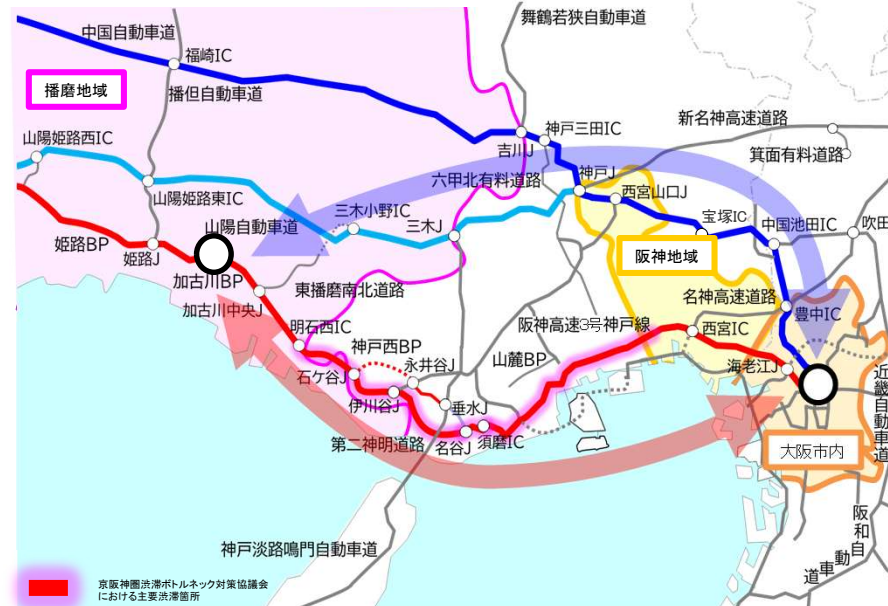 舞鶴若狭自動車道
中国自動車道
福崎IC
播磨地域
播但自動車道
新名神高速道路
神戸三田IC
吉川J
箕面有料道路
山陽姫路西IC
六甲北有料道路
神戸J
西宮山口J
山陽姫路東IC
三木小野IC
宝塚IC
中国池田IC
吹田
山陽自動車道
三木J
姫路BP
姫路J
阪神地域
加古川BP
東播磨南北道路
名神高速道路
豊中IC
加古川中央J
明石西IC
阪神高速3号神戸線
西宮IC
神戸西BP
永井谷J
山麓BP
海老江J
石ケ谷J
近畿自動車道
伊川谷J
垂水J
第二神明道路
名谷J
須磨IC
大阪市内
阪和自動車道
神戸淡路鳴門自動車道
京阪神圏渋滞ボトルネック対策協議会
における主要渋滞箇所